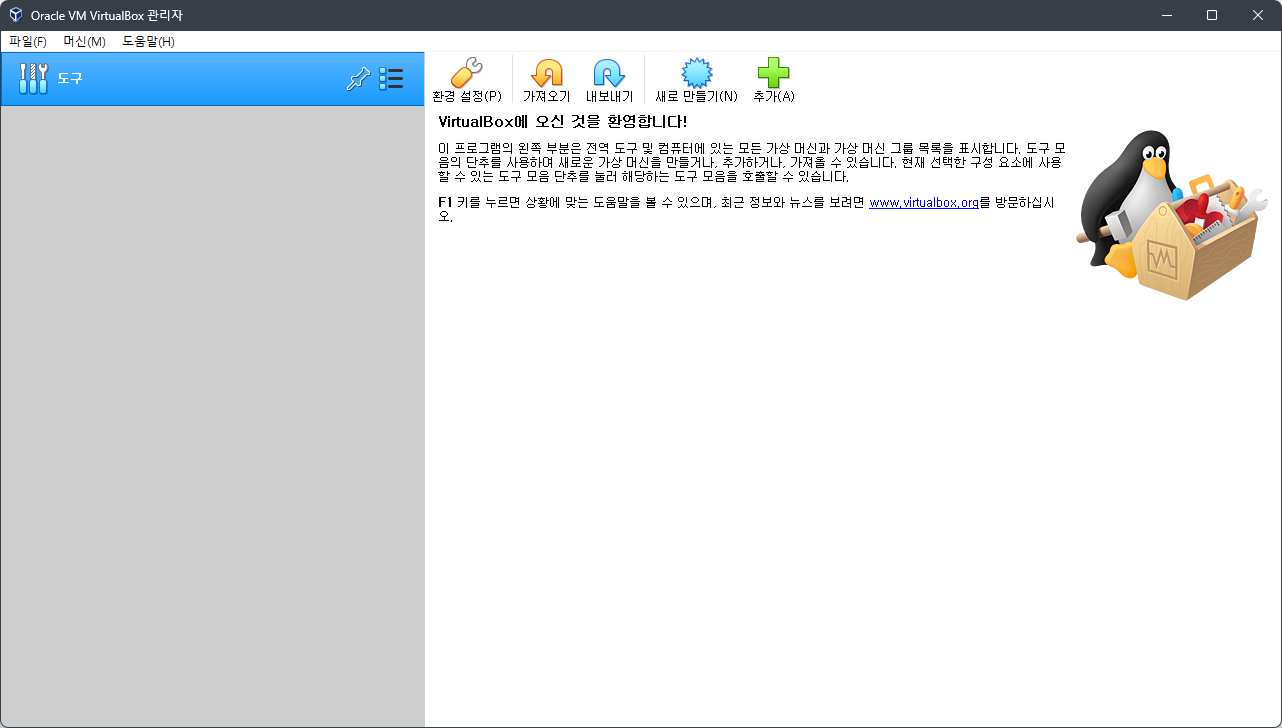 Oracle VM VirtualBox 관리자
파일(F) 머신(M) 도움말(H)
도구
환경 설정(P) 가져오기 내보내기 새로 만들기(N) 추가(A)
VirtualBox에 오신 것을 환영합니다!
이 프로그램의 왼쪽 부분은 전역 도구 및 컴퓨터에 있는 모든 가상 머신과 가상 머신 그룹 목록을 표시합니다. 도구 모
음의 단추를 사용하여 새로운 가상 머신을 만들거나, 추가하거나, 가져올 수 있습니다. 현재 선택한 구성 요소에 사용
할 수 있는 도구 모음 단추를 눌러 해당하는 도구 모음을 호출할 수 있습니다.
F1 키를 누르면 상황에 맞는 도움말을 볼 수 있으며, 최근 정보와 뉴스를 보려면 www.virtualbox.org를 방문하십시
오.